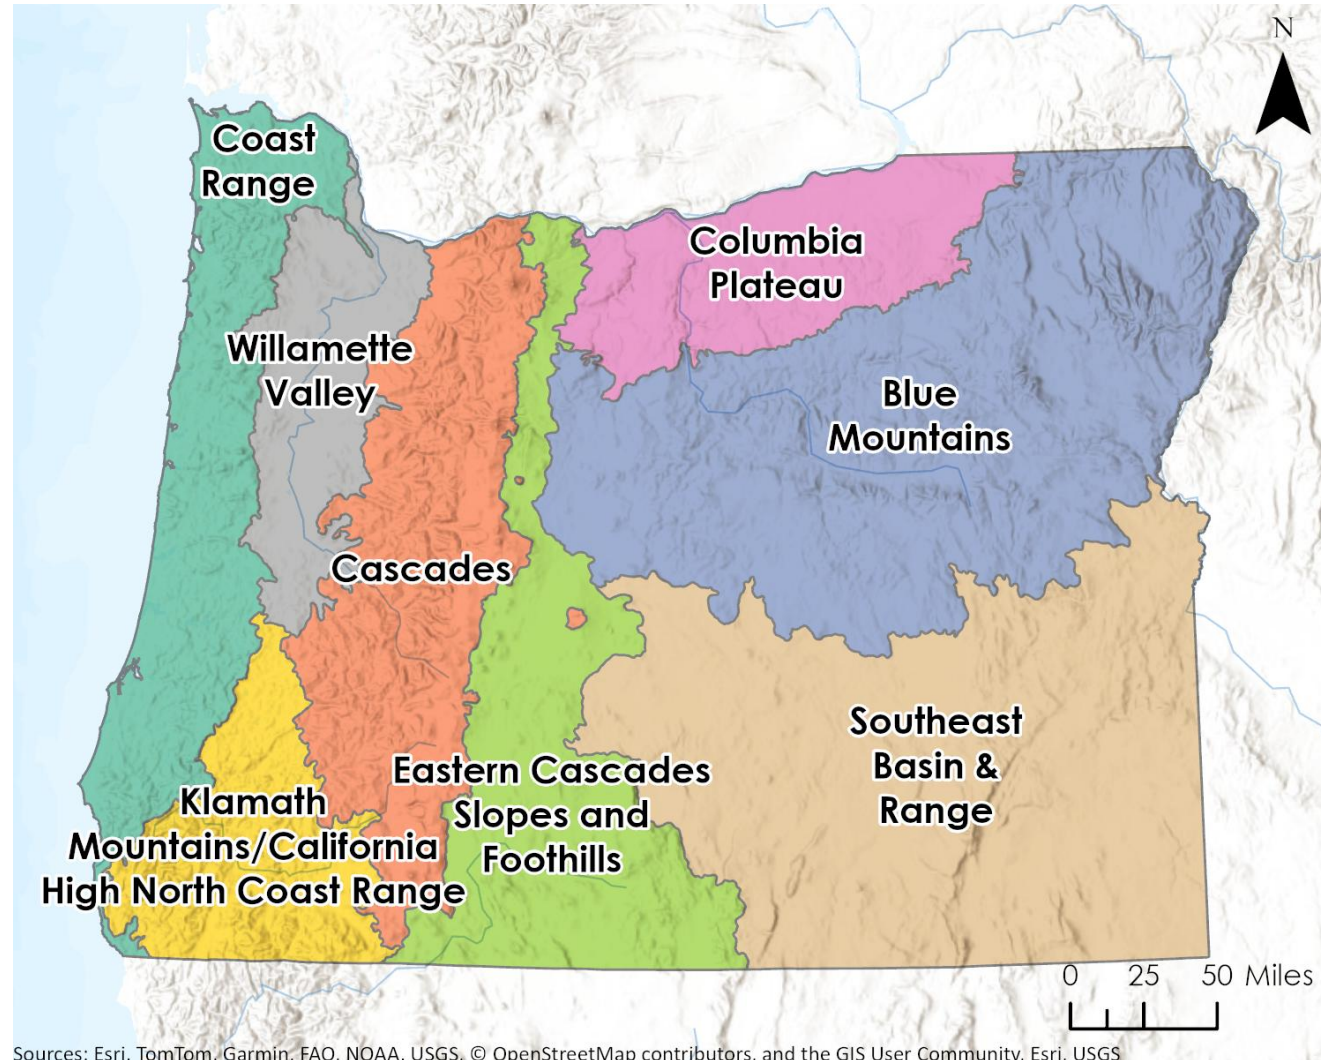 N
Coast
Range
Columbia
Plateau
Willamette
Valley
Blue
Mountains
Cascades
Southeast
Basin &
Range
Eastern Cascades
Slopes and
Foothills
Klamath
Mountains/California
High North Coast Range
0 25 50 Miles
Sources: Esri, TomTom, Garmin, FAO, NOAA, USGS, © OpenStreetMap contributors, and the GIS User Community, Esri, USGS